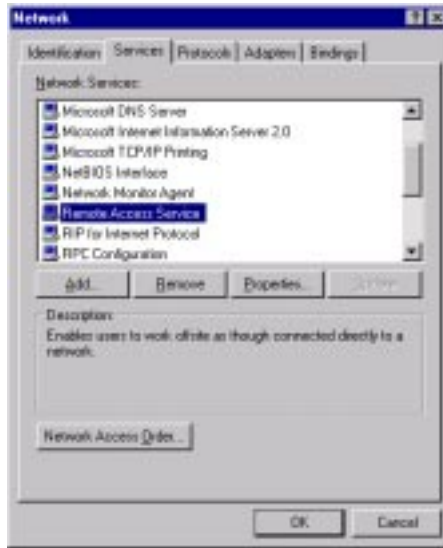 Network
Identification Services Protocols Adapters Bindings
Network Services:
Microsoft DNS Server
Microsoft Internet Information Server 2.0
Microsoft TCP/IP Printing
NetBIOS Interface
Network Monitor Agent
Remote Access Service
RIP for Internet Protocol
RPC Configuration
Add... Remove Properties... Update
Description:
Enables users to work offsite as though connected directly to a
network.
Network Access Order...
OK Cancel